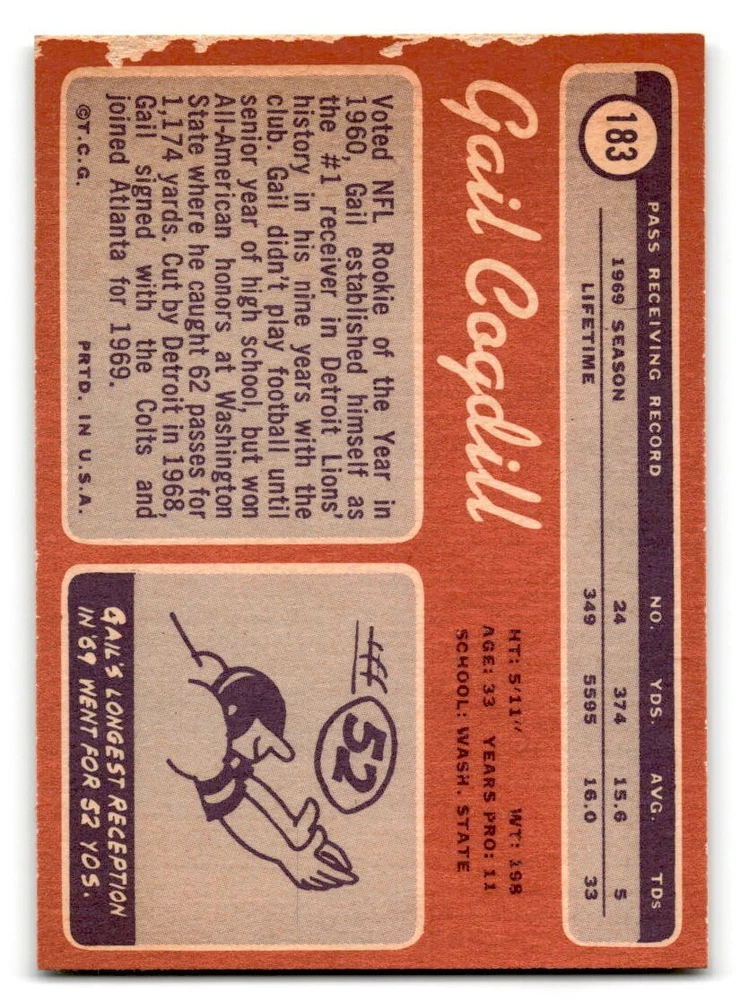 183
PASS RECEIVING RECORD NO. YDS. AVG. TDS
1969 SEASON 24 374 15.6 5
LIFETIME 349 5595 16.0 33
Gail Cogdill
HT: 5'11" WT: 198
AGE: 33 YEARS PRO: 11
SCHOOL: WASH. STATE
Voted NFL Rookie of the Year in
1960, Gail established himself as
the #1 receiver in Detroit Lions'
history in his nine years with the
club. Gail didn't play football until
senior year of high school, but won
All-American honors at Washington
State where he caught 62 passes for
1,174 yards. Cut by Detroit in 1968,
Gail signed with the Colts and
joined Atlanta for 1969.
©T.C.G. PRTD. IN U.S.A.
52
GAIL'S LONGEST RECEPTION
IN '69 WENT FOR 52 YDS.